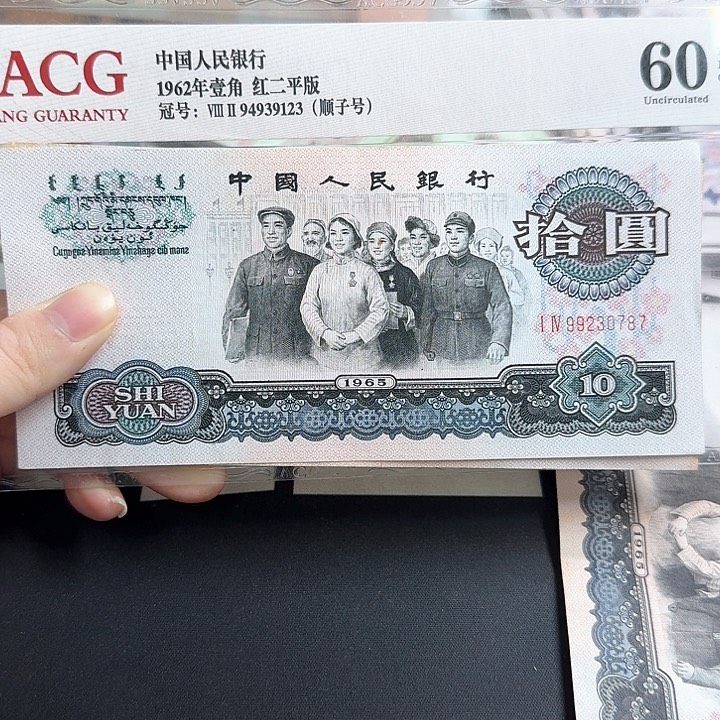 ACG
ANG GUARANTY
中国人民银行
1962年壹角 红二平版
冠号：Ⅷ Ⅱ 94939123（顺子号）
60
Uncirculated
中國人民銀行
拾圓
I Ⅳ 99230787
1965
SHI
YUAN
10
1965